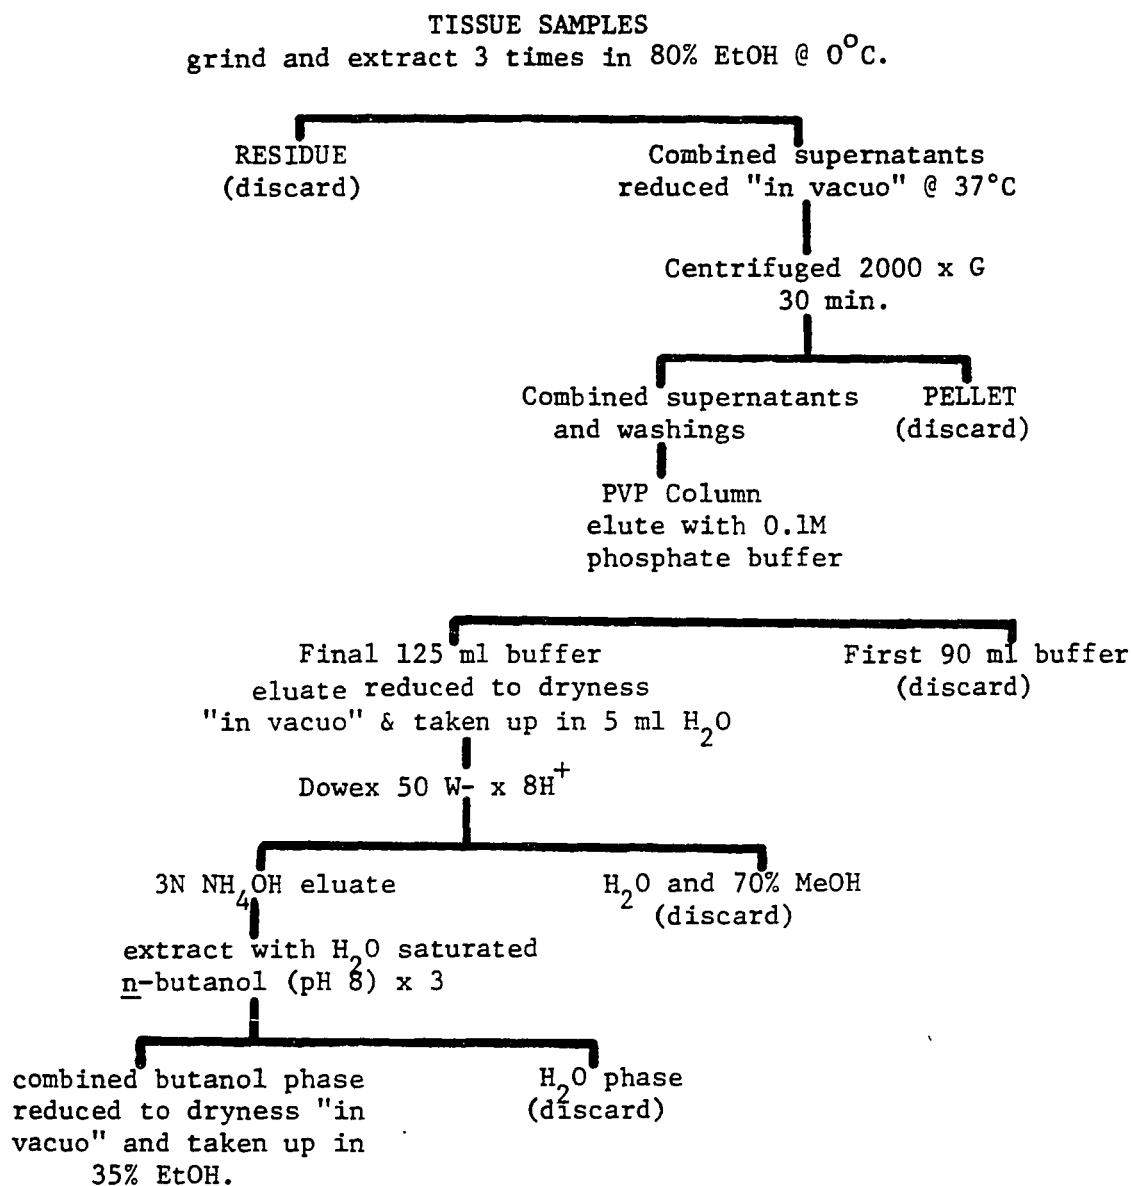 TISSUE SAMPLES
grind and extract 3 times in 80% EtOH @ 0°C.
RESIDUE
(discard)
Combined supernatants
reduced "in vacuo" @ 37°C
Centrifuged 2000 x G
30 min.
Combined supernatants
and washings
PELLET
(discard)
PVP Column
elute with 0.1M
phosphate buffer
Final 125 ml buffer
eluate reduced to dryness
"in vacuo" & taken up in 5 ml H₂O
First 90 ml buffer
(discard)
Dowex 50 W- x 8H⁺
3N NH₄OH eluate
H₂O and 70% MeOH
(discard)
extract with H₂O saturated
n-butanol (pH 8) x 3
combined butanol phase
reduced to dryness "in
vacuo" and taken up in
35% EtOH.
H₂O phase
(discard)